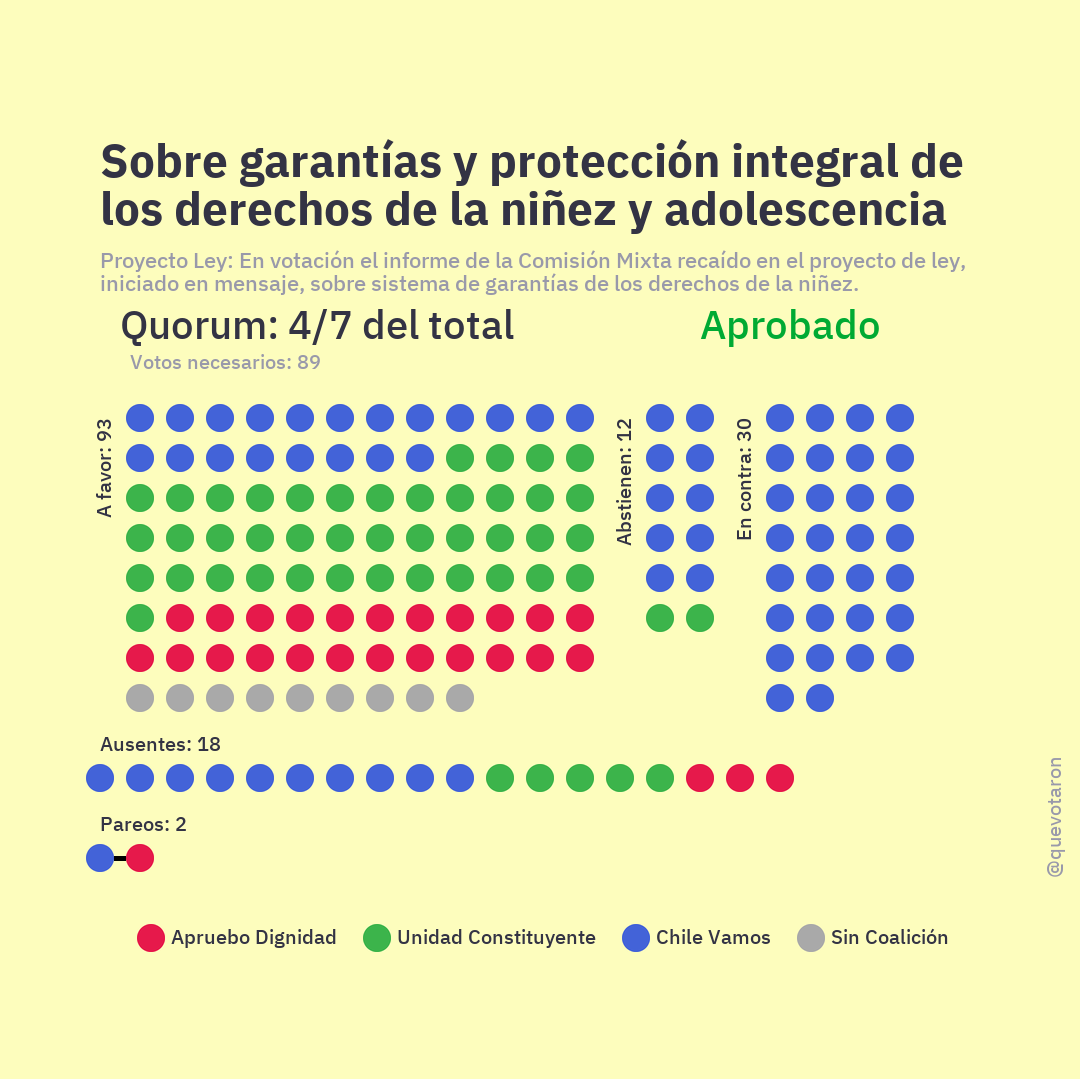 Sobre garantías y protección integral de
los derechos de la niñez y adolescencia
Proyecto Ley: En votación el informe de la Comisión Mixta recaído en el proyecto de ley,
iniciado en mensaje, sobre sistema de garantías de los derechos de la niñez.
Quorum: 4/7 del total
Aprobado
Votos necesarios: 89
A favor: 93
Abstienen: 12
En contra: 30
Ausentes: 18
Pareos: 2
@quevotaron
Apruebo Dignidad
Unidad Constituyente
Chile Vamos
Sin Coalición